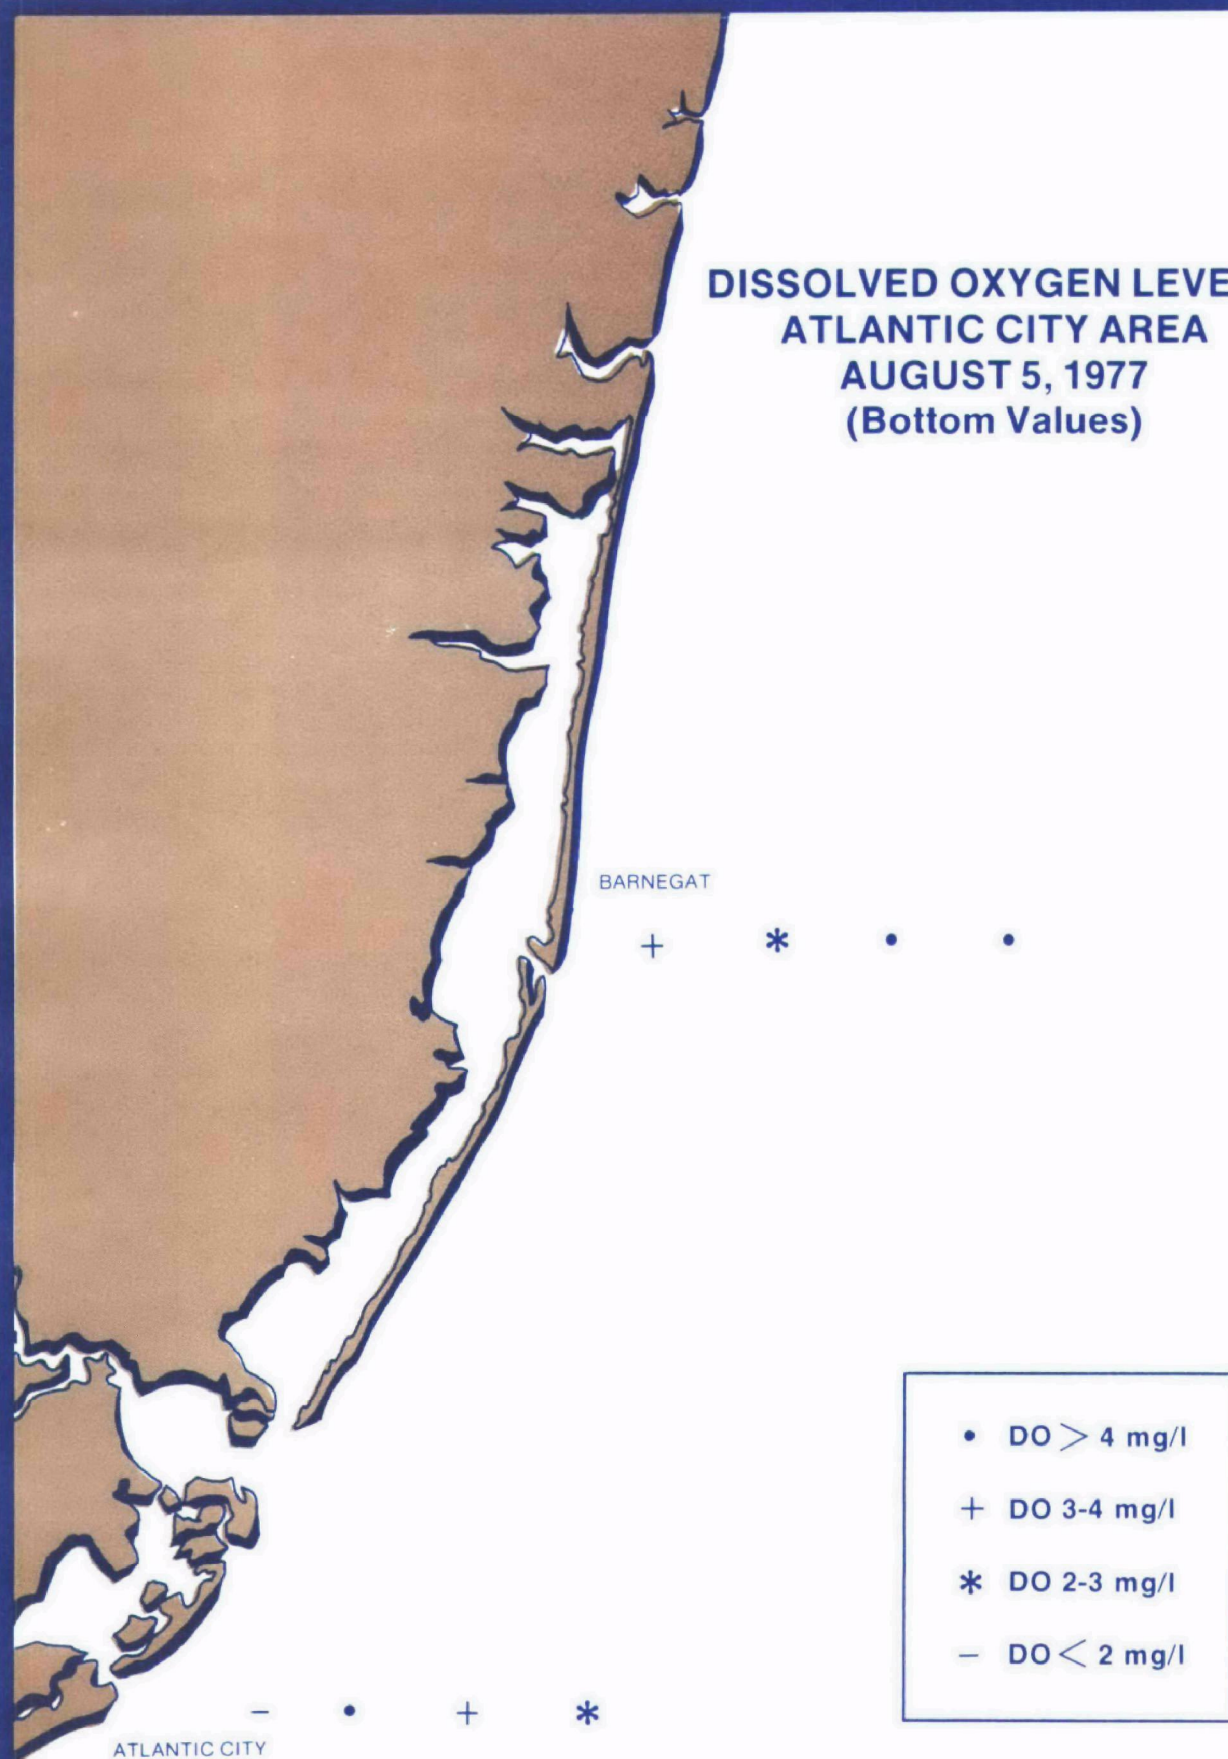 DISSOLVED OXYGEN LEVE
ATLANTIC CITY AREA
AUGUST 5, 1977
(Bottom Values)
BARNEGAT
+ * • •
• DO > 4 mg/l
+ DO 3-4 mg/l
* DO 2-3 mg/l
− DO < 2 mg/l
− • + *
ATLANTIC CITY